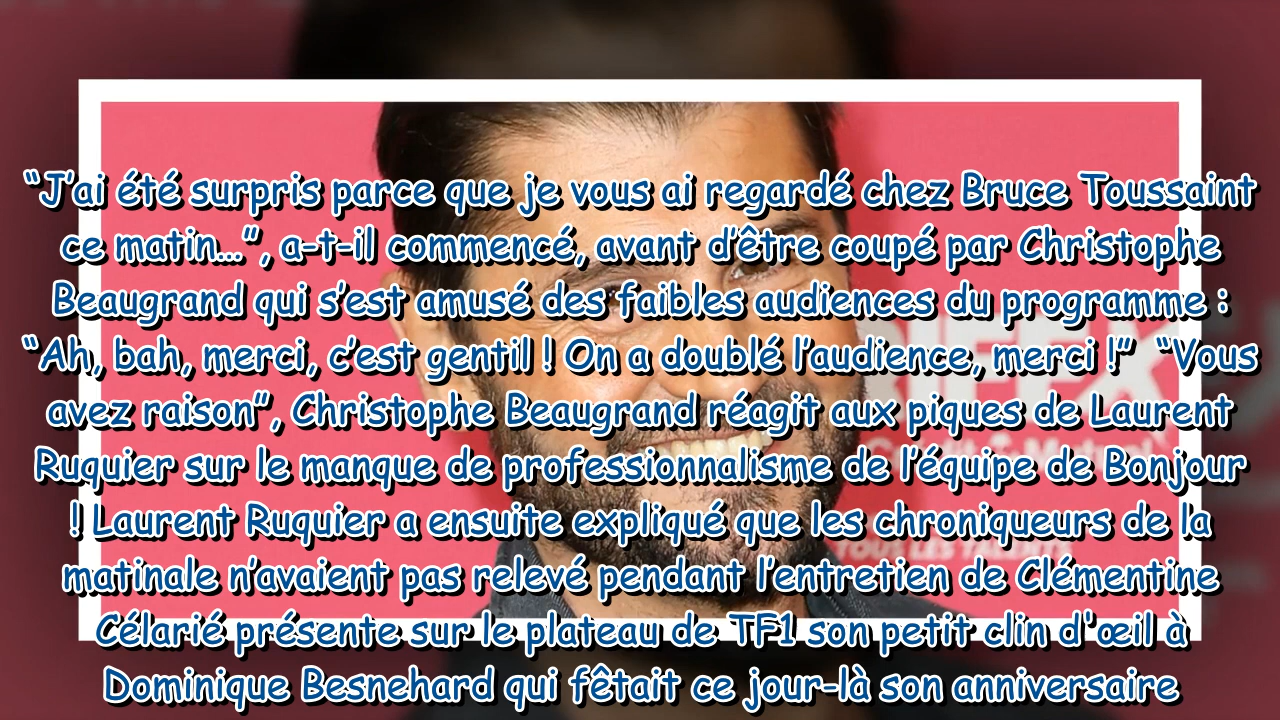 “J’ai été surpris parce que je vous ai regardé chez Bruce Toussaint
ce matin...”, a-t-il commencé, avant d’être coupé par Christophe
Beaugrand qui s’est amusé des faibles audiences du programme :
“Ah, bah, merci, c’est gentil ! On a doublé l’audience, merci !” “Vous
avez raison”, Christophe Beaugrand réagit aux piques de Laurent
Ruquier sur le manque de professionnalisme de l’équipe de Bonjour
! Laurent Ruquier a ensuite expliqué que les chroniqueurs de la
matinale n’avaient pas relevé pendant l’entretien de Clémentine
Célarié présente sur le plateau de TF1 son petit clin d'œil à
Dominique Besnehard qui fêtait ce jour-là son anniversaire